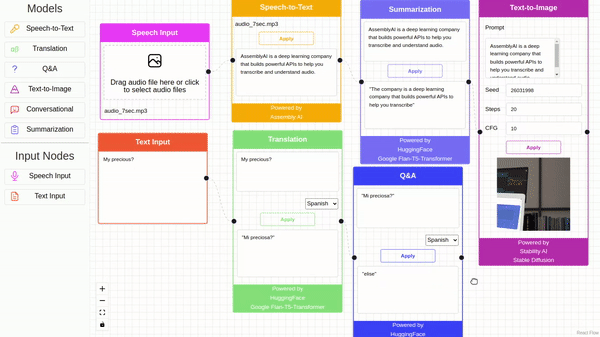 Models
Speech-to-Text
Translation
Q&A
Text-to-Image
Conversational
Summarization
Input Nodes
Speech Input
Text Input
Speech Input
Drag audio file here or click
to select audio files
audio_7sec.mp3
Speech-to-Text
audio_7sec.mp3
Apply
AssemblyAI is a deep learning company
that builds powerful APIs to help you
transcribe and understand audio.
Powered by
Assembly AI
Summarization
AssemblyAI is a deep learning company
that builds powerful APIs to help you
transcribe and understand audio.
Apply
"The company is a deep learning company
that builds powerful APIs to help you
transcribe"
Powered by
HuggingFace
Google Flan-T5-Transformer
Text-to-Image
Prompt
AssemblyAI is a deep
learning company that
builds powerful APIs to
help you transcribe and
understand audio.
Seed
26031998
Steps
20
CFG
10
Apply
Powered by
Stability AI
Stable Diffusion
Text Input
My precious?
Translation
My precious?
Spanish
Apply
"Mi preciosa?"
Powered by
HuggingFace
Google Flan-T5-Transformer
Q&A
"Mi preciosa?"
Spanish
Apply
"else"
Powered by
HuggingFace
React Flow